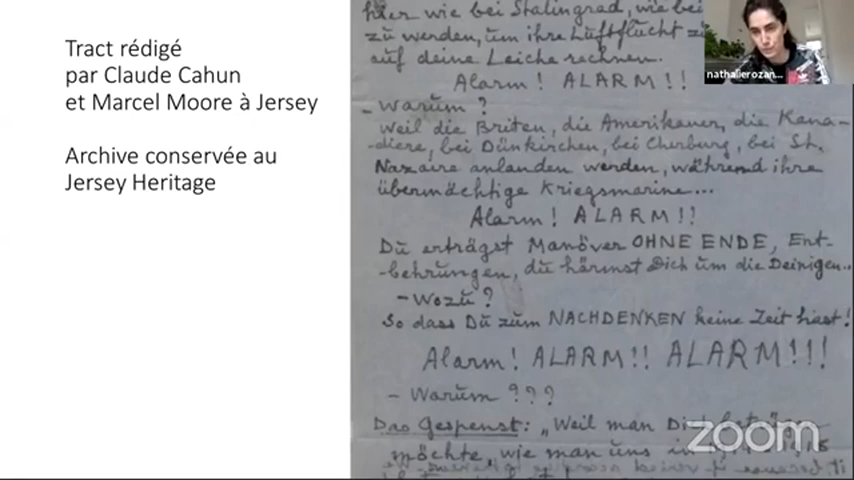 Tract rédigé
par Claude Cahun
et Marcel Moore à Jersey
Archive conservée au
Jersey Heritage
hier wie bei Stalingrad, wie bei
zu werden, um ihre Luftflucht
auf deine Leiche rechnen.
Alarm! ALARM!!
- Warum?
Weil die Briten, die Amerikaner, die Kana-
-diere, bei Dünkirchen, bei Cherburg, bei St.
Nazaire anlanden werden, während ihre
übermächtige Kriegsmarine...
Alarm! ALARM!!
Du erträgst Manöver OHNE ENDE, Ent-
-behrungen, du härmst Dich um die Deinigen...
- Wozu?
So dass Du zum NACHDENKEN keine Zeit hast!
Alarm! ALARM!! ALARM!!!
- Warum ???
Das Gespenst: „Weil man
möchte, wie man uns
nathalierozan...
zoom